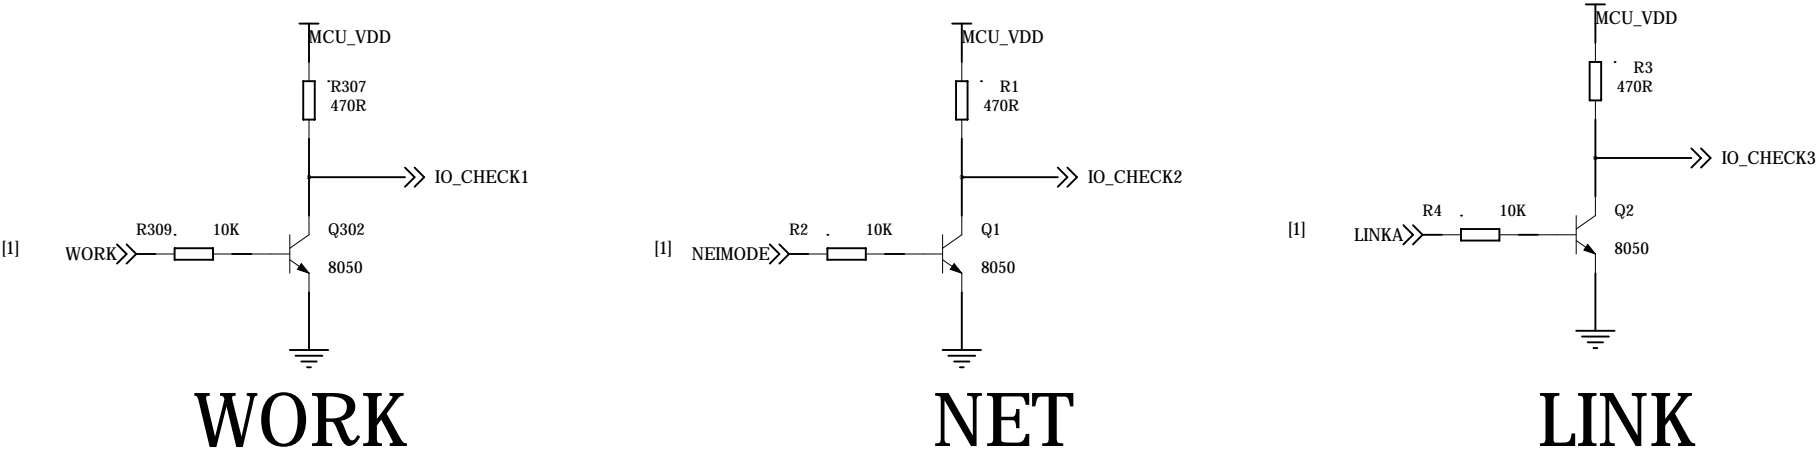 MCU_VDD
R307
470R
IO_CHECK1
R309. 10K
Q302
[1] WORK
8050
WORK
MCU_VDD
R1
470R
IO_CHECK2
R2 . 10K
Q1
[1] NEIMODE
8050
NET
MCU_VDD
R3
470R
IO_CHECK3
R4 . 10K
Q2
[1] LINKA
8050
LINK